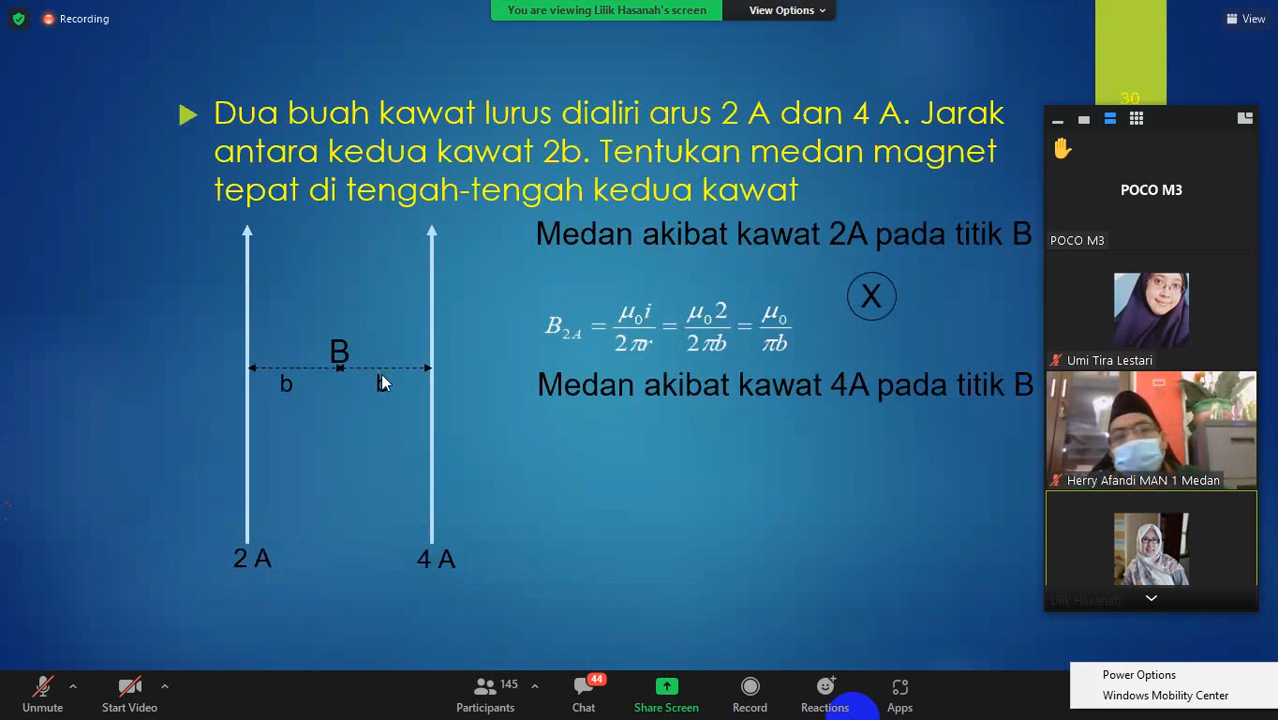 Recording
You are viewing Lilik Hasanah's screen
View Options
View
30
Dua buah kawat lurus dialiri arus 2 A dan 4 A. Jarak
antara kedua kawat 2b. Tentukan medan magnet
tepat di tengah-tengah kedua kawat
Medan akibat kawat 2A pada titik B
X
B₂A = μ₀i / 2πr = μ₀2 / 2πb = μ₀ / πb
Medan akibat kawat 4A pada titik B
B
b
b
2 A
4 A
POCO M3
POCO M3
Umi Tira Lestari
Herry Afandi MAN 1 Medan
Lilik Hasanah
Power Options
Windows Mobility Center
Unmute
Start Video
145
Participants
44
Chat
Share Screen
Record
Reactions
Apps